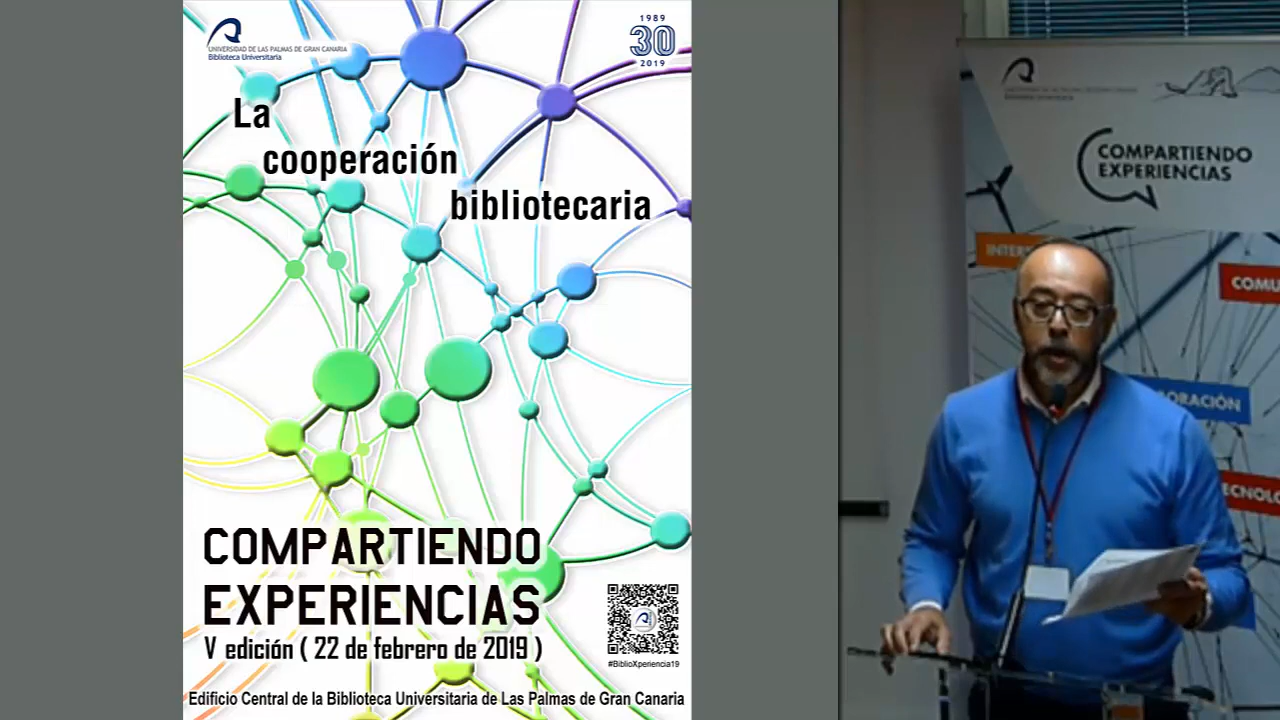 UNIVERSIDAD DE LAS PALMAS DE GRAN CANARIA
Biblioteca Universitaria
1989
30
2019
La
cooperación
bibliotecaria
COMPARTIENDO
EXPERIENCIAS
V edición ( 22 de febrero de 2019 )
#BiblioXperiencia19
Edificio Central de la Biblioteca Universitaria de Las Palmas de Gran Canaria
COMPARTIENDO
EXPERIENCIAS
INTER
COMU
ORACIÓN
ECNOLO